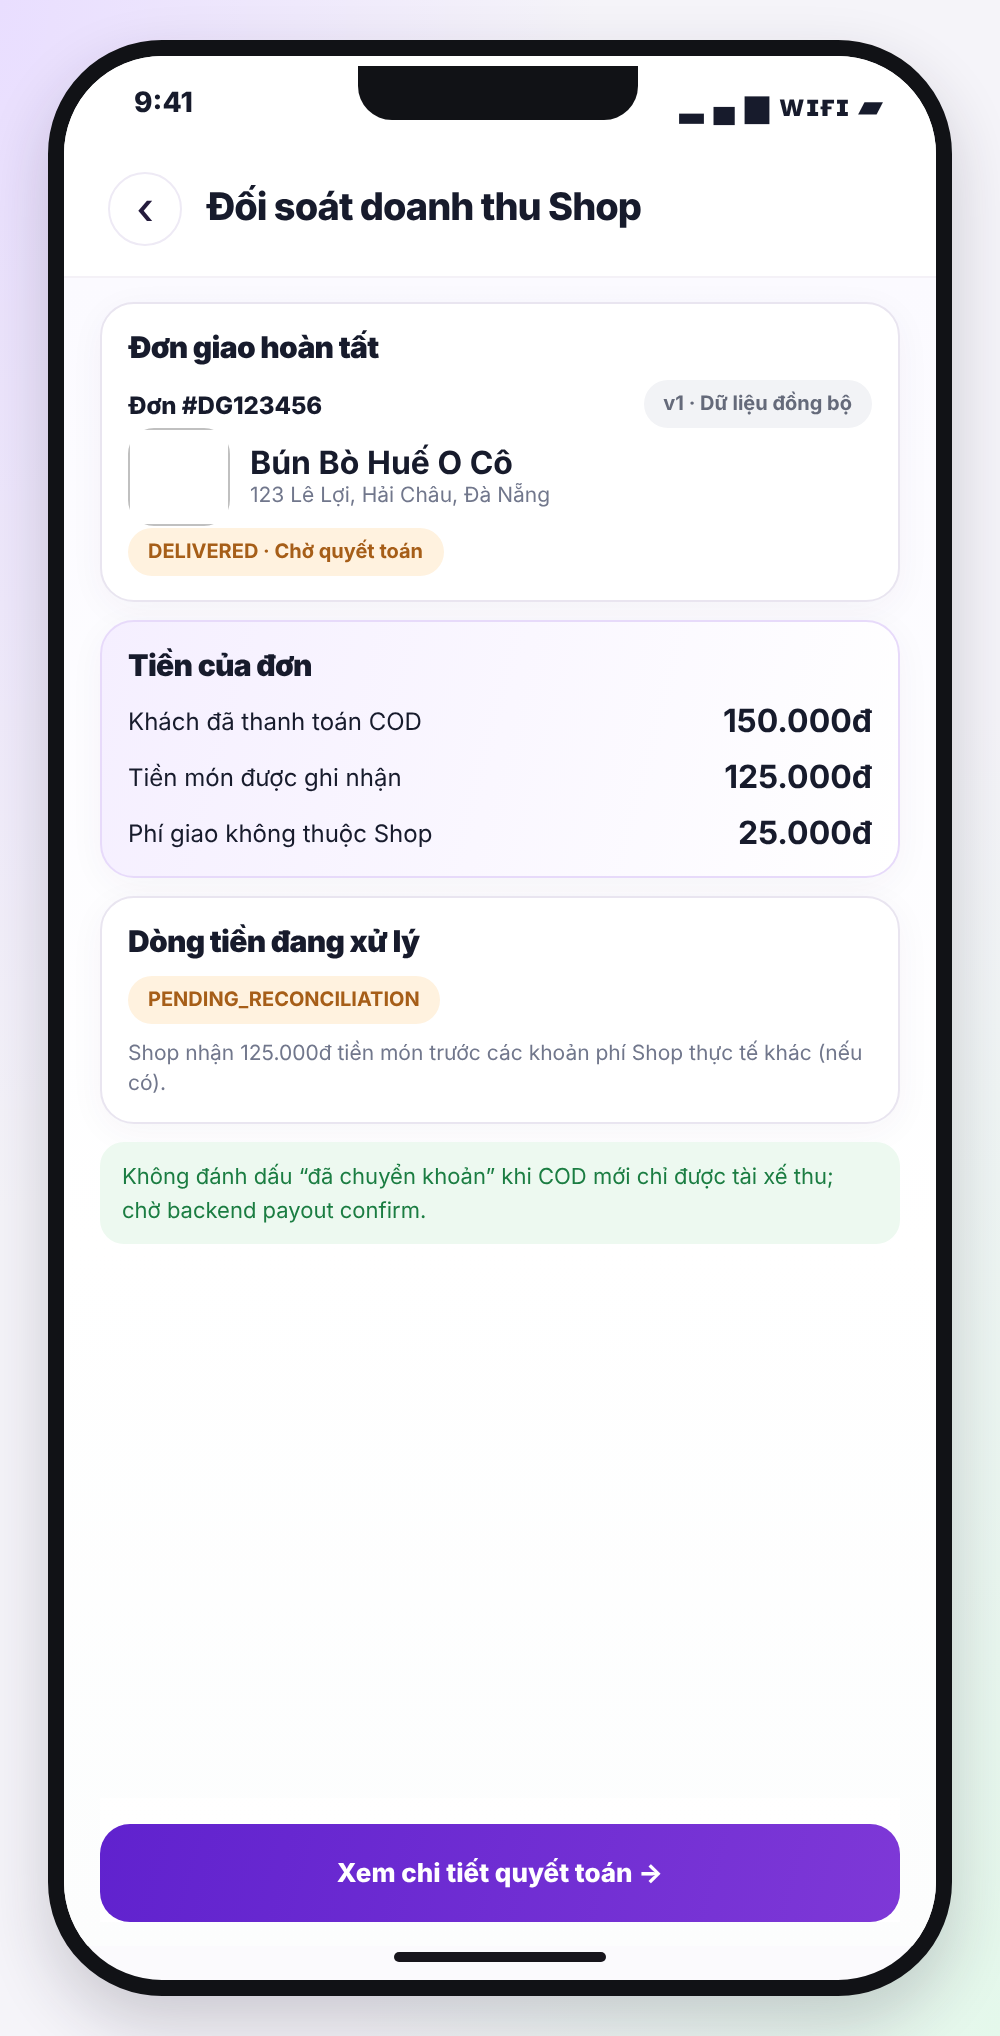 9:41
WIFI
Đối soát doanh thu Shop
Đơn giao hoàn tất
Đơn #DG123456
v1 · Dữ liệu đồng bộ
Bún Bò Huế O Cô
123 Lê Lợi, Hải Châu, Đà Nẵng
DELIVERED · Chờ quyết toán
Tiền của đơn
Khách đã thanh toán COD 150.000đ
Tiền món được ghi nhận 125.000đ
Phí giao không thuộc Shop 25.000đ
Dòng tiền đang xử lý
PENDING_RECONCILIATION
Shop nhận 125.000đ tiền món trước các khoản phí Shop thực tế khác (nếu
có).
Không đánh dấu “đã chuyển khoản” khi COD mới chỉ được tài xế thu;
chờ backend payout confirm.
Xem chi tiết quyết toán →